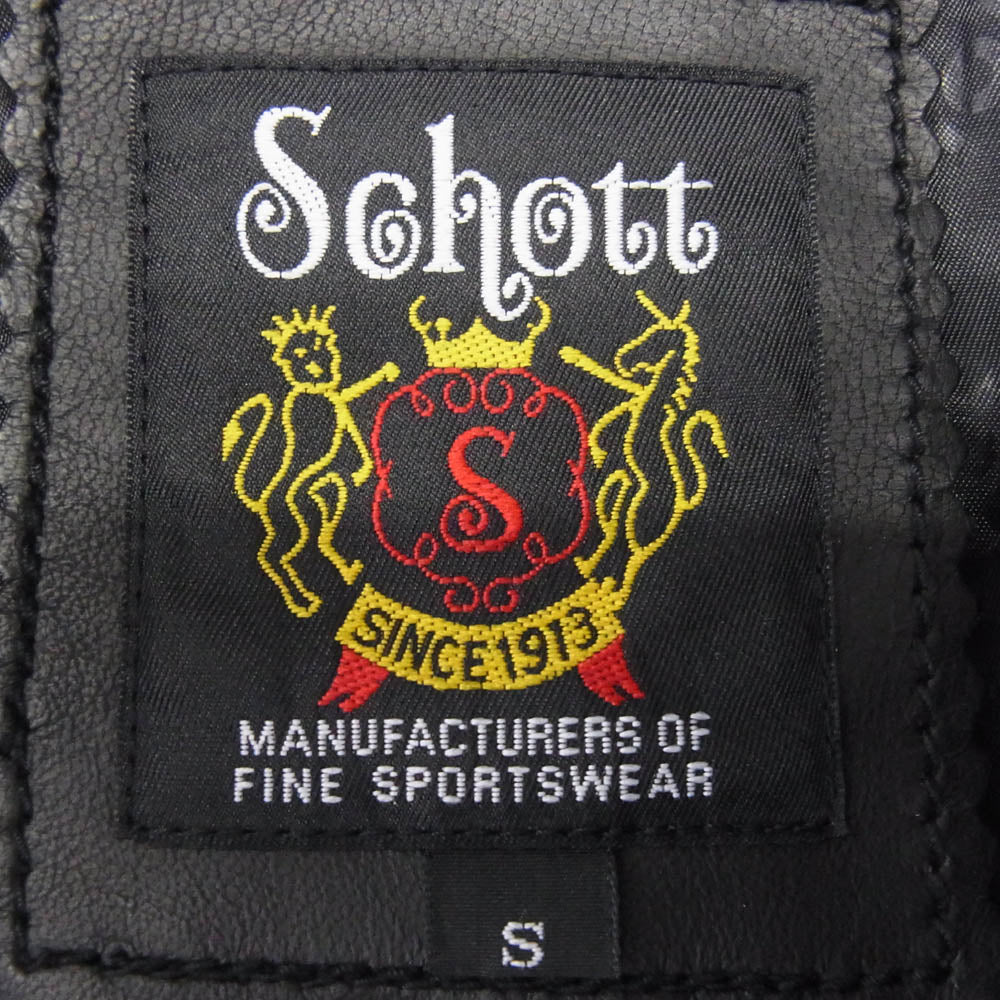 Schott
S
SINCE 1913
MANUFACTURERS OF
FINE SPORTSWEAR
S